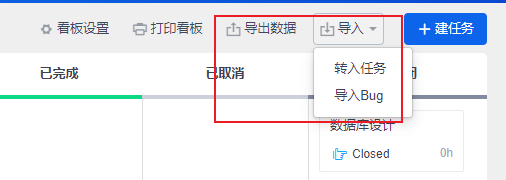 看板设置 打印看板 导出数据 导入 建任务
已完成 已取消 闭
转入任务
导入Bug
数据库设计
Closed 0h